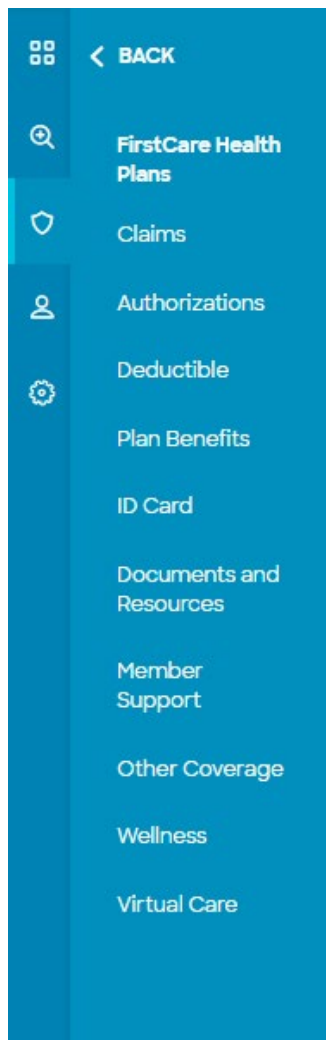 BACK
FirstCare Health
Plans
Claims
Authorizations
Deductible
Plan Benefits
ID Card
Documents and
Resources
Member
Support
Other Coverage
Wellness
Virtual Care